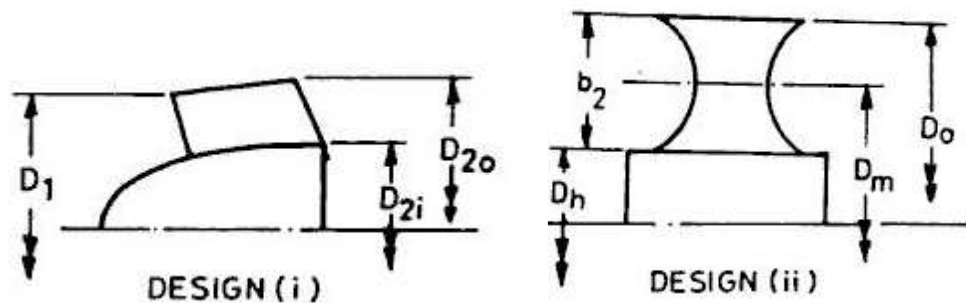 D1
D2i
D2o
DESIGN (i)
b2
Dh
Dm
Do
DESIGN (ii)